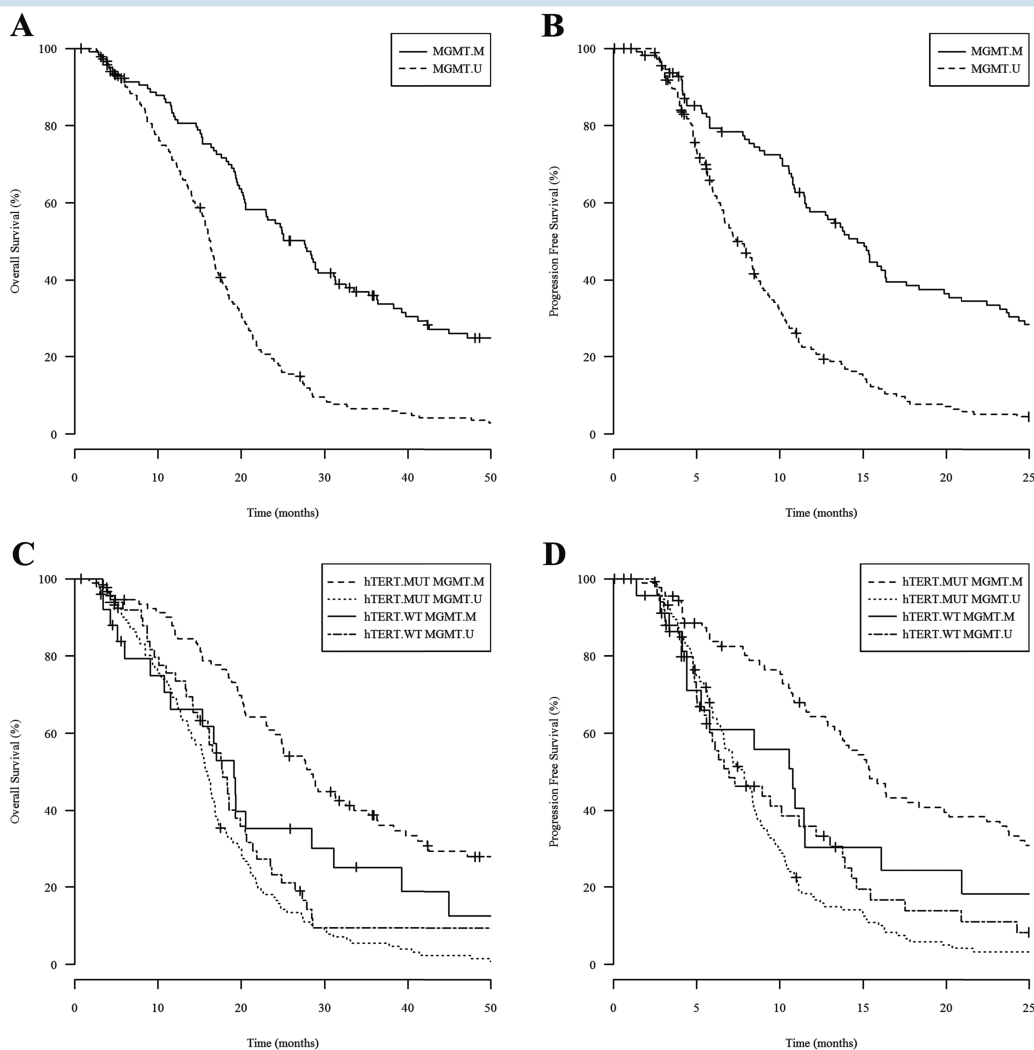 A
MGMT.M
MGMT.U
Overall Survival (%)
100
80
60
40
20
0
0 10 20 30 40 50
Time (months)
B
MGMT.M
MGMT.U
Progression Free Survival (%)
100
80
60
40
20
0
0 5 10 15 20 25
Time (months)
C
hTERT.MUT MGMT.M
hTERT.MUT MGMT.U
hTERT.WT MGMT.M
hTERT.WT MGMT.U
Overall Survival (%)
100
80
60
40
20
0
0 10 20 30 40 50
Time (months)
D
hTERT.MUT MGMT.M
hTERT.MUT MGMT.U
hTERT.WT MGMT.M
hTERT.WT MGMT.U
Progression Free Survival (%)
100
80
60
40
20
0
0 5 10 15 20 25
Time (months)